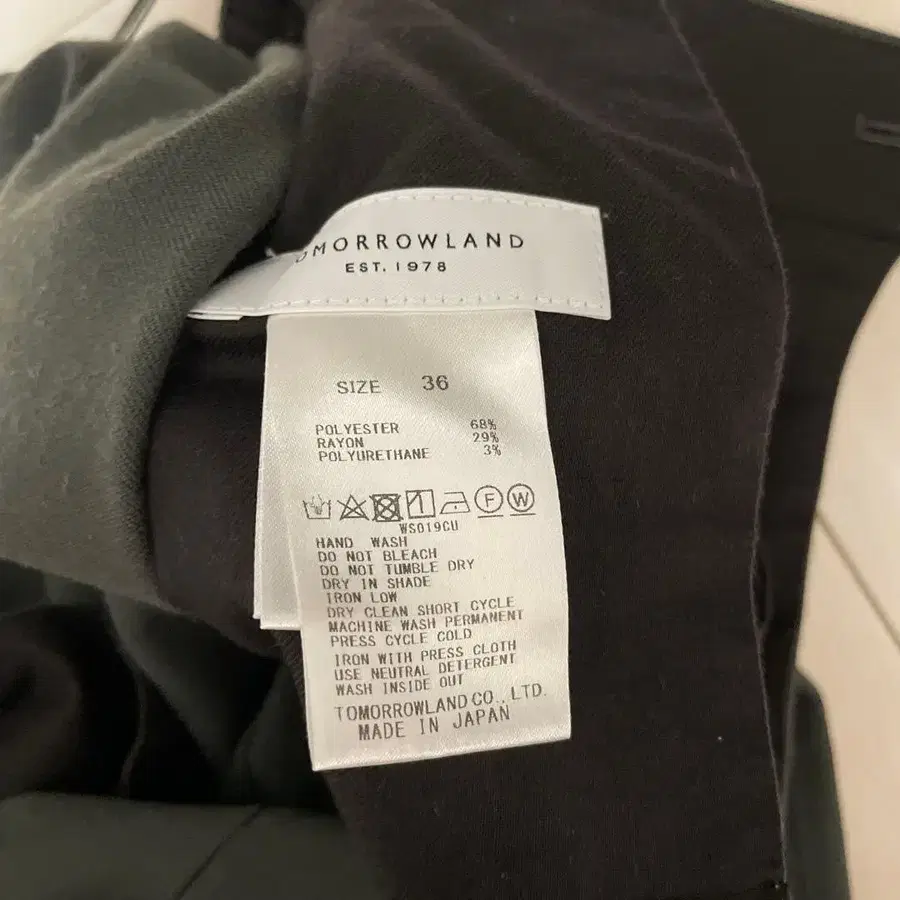 TOMORROWLAND
EST. 1978
SIZE 36
POLYESTER 68%
RAYON 29%
POLYURETHANE 3%
F W
WS019CU
HAND WASH
DO NOT BLEACH
DO NOT TUMBLE DRY
DRY IN SHADE
IRON LOW
DRY CLEAN SHORT CYCLE
MACHINE WASH PERMANENT
PRESS CYCLE COLD
IRON WITH PRESS CLOTH
USE NEUTRAL DETERGENT
WASH INSIDE OUT
TOMORROWLAND CO., LTD.
MADE IN JAPAN